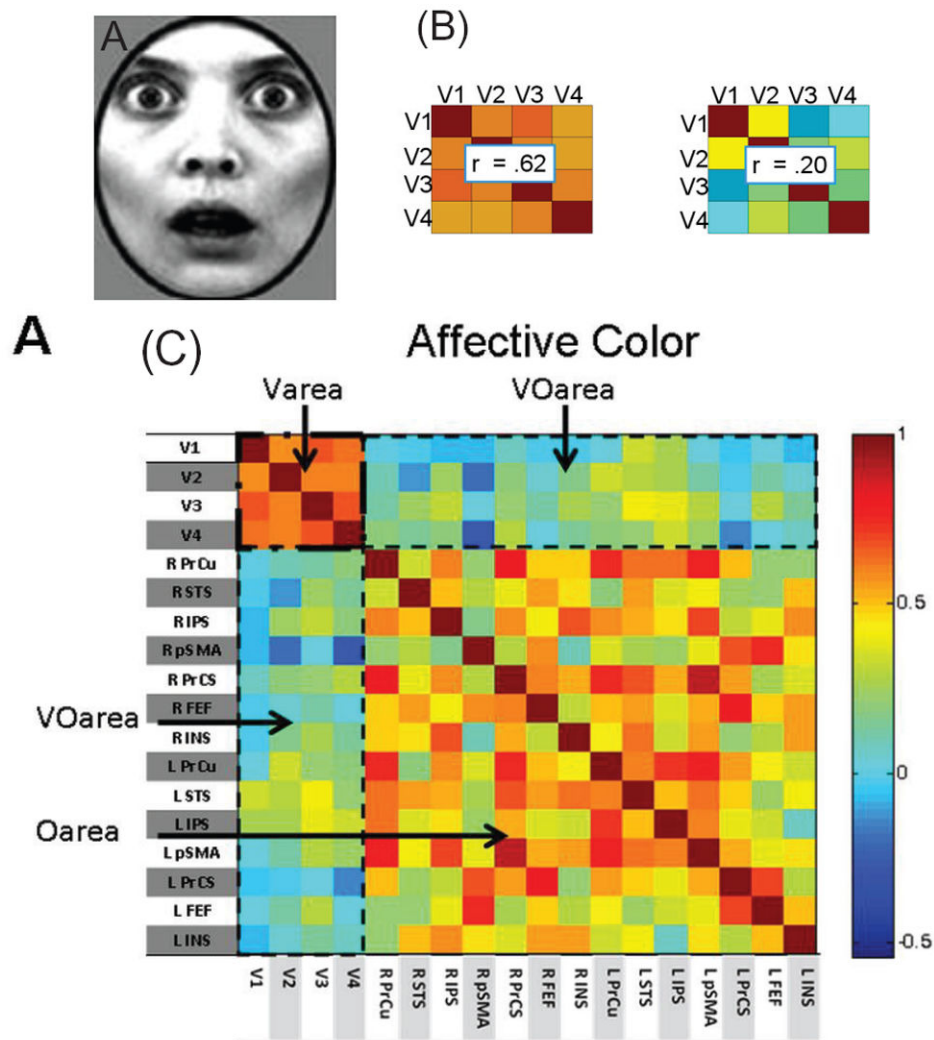 A
(B)
V1 V2 V3 V4
V1
V2
V3
V4
r = .62
V1 V2 V3 V4
V1
V2
V3
V4
r = .20
A
(C)
Affective Color
Varea
VOarea
V1
V2
V3
V4
R PrCu
R STS
R IPS
R pSMA
R PrCS
R FEF
R INS
L PrCu
L STS
L IPS
L pSMA
L PrCS
L FEF
L INS
VOarea
Oarea
1
0.5
0
-0.5
V1 V2 V3 V4 R PrCu R STS R IPS R pSMA R PrCS R FEF R INS L PrCu L STS L IPS L pSMA L PrCS L FEF L INS